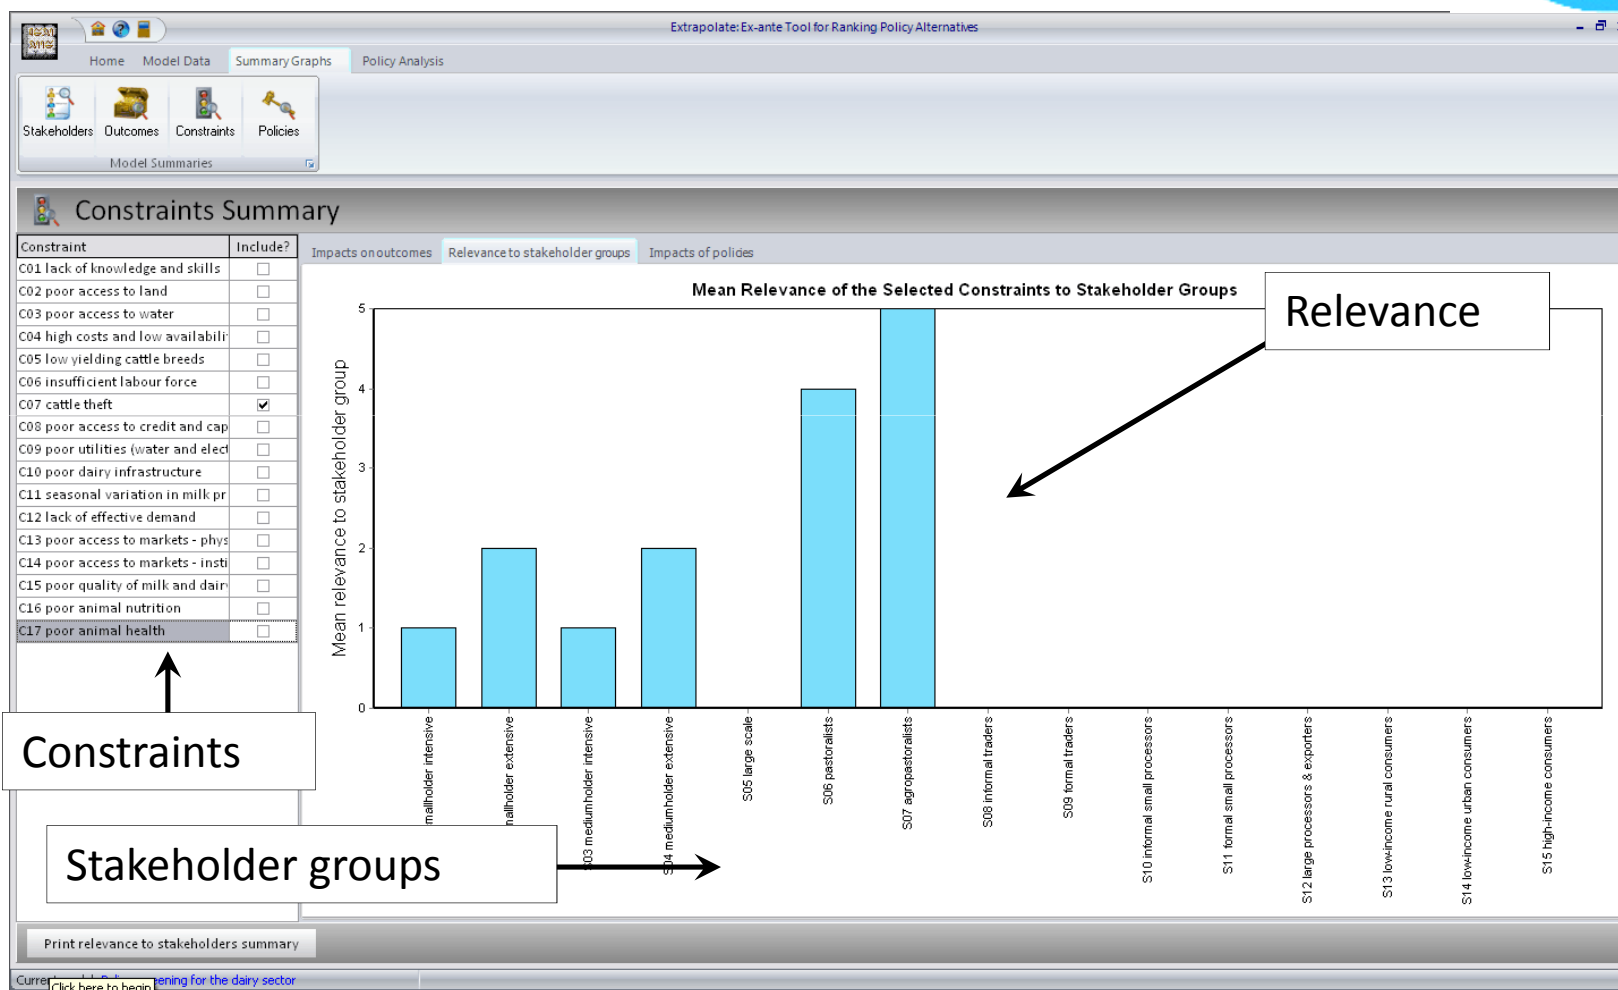 Extrapolate: Ex-ante Tool for Ranking Policy Alternatives
Home Model Data Summary Graphs Policy Analysis
Stakeholders Outcomes Constraints Policies
Model Summaries
Constraints Summary
Constraint Include?
C01 lack of knowledge and skills
C02 poor access to land
C03 poor access to water
C04 high costs and low availabili
C05 low yielding cattle breeds
C06 insufficient labour force
C07 cattle theft
C08 poor access to credit and cap
C09 poor utilities (water and elect
C10 poor dairy infrastructure
C11 seasonal variation in milk pr
C12 lack of effective demand
C13 poor access to markets - phys
C14 poor access to markets - insti
C15 poor quality of milk and dair
C16 poor animal nutrition
C17 poor animal health
Impacts on outcomes Relevance to stakeholder groups Impacts of policies
Mean Relevance of the Selected Constraints to Stakeholder Groups
Relevance
Mean relevance to stakeholder group
5
4
3
2
1
0
mallholder intensive
nallholder extensive
S03 mediumholder intensive
S04 mediumholder extensive
S05 large scale
S06 pastoralists
S07 agropastoralists
S08 informal traders
S09 formal traders
S10 informal small processors
S11 formal small processors
S12 large processors & exporters
S13 low-income rural consumers
S14 low-income urban consumers
S15 high-income consumers
Constraints
Stakeholder groups
Print relevance to stakeholders summary
Curre ening for the dairy sector
Click here to begin